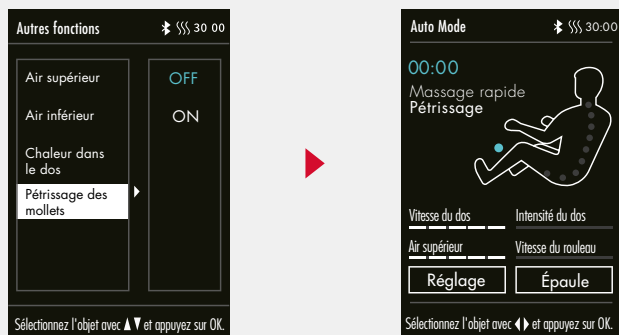 Autres fonctions
30 00
Air supérieur
OFF
Air inférieur
ON
Chaleur dans
le dos
Pétrissage des
mollets
Sélectionnez l'objet avec ▲▼ et appuyez sur OK.
Auto Mode
30:00
00:00
Massage rapide
Pétrissage
Vitesse du dos
Intensité du dos
Air supérieur
Vitesse du rouleau
Réglage
Épaule
Sélectionnez l'objet avec ◀▶ et appuyez sur OK.